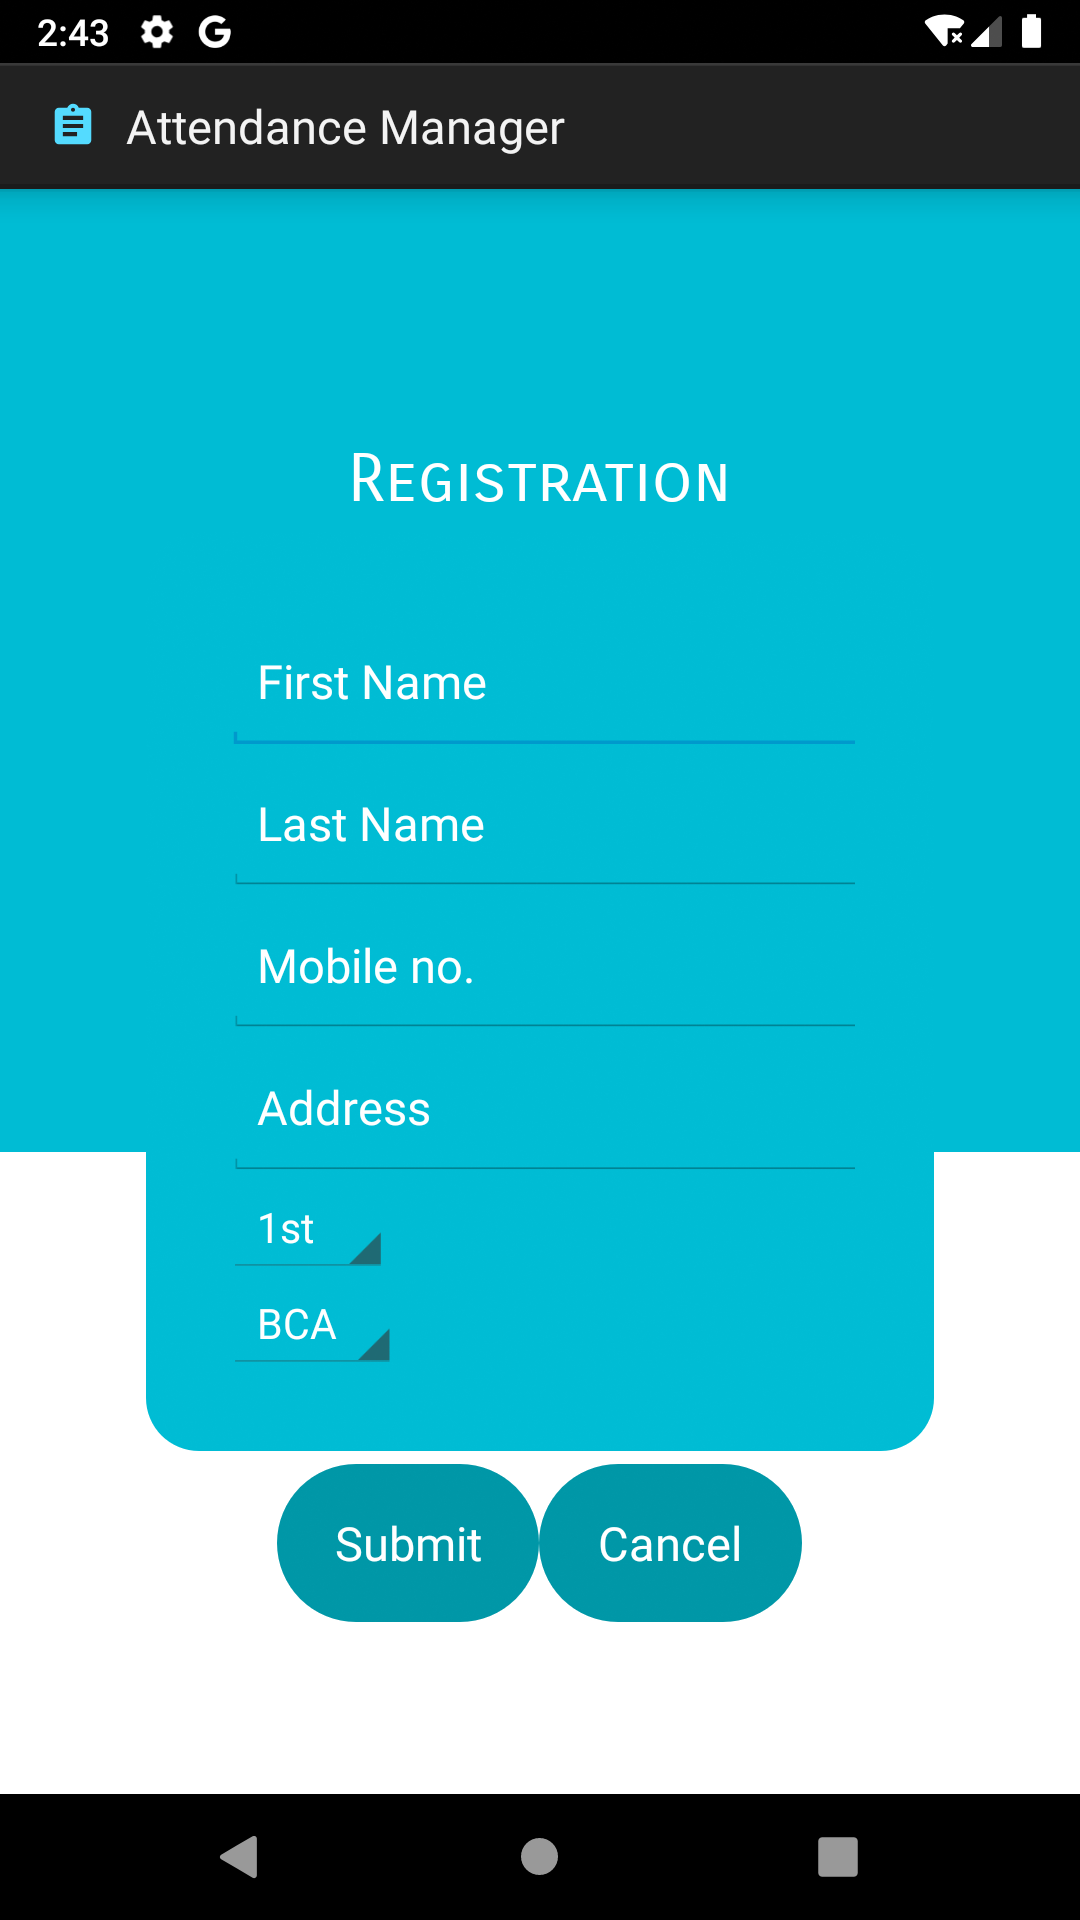 2:43
Attendance Manager
Registration
First Name
Last Name
Mobile no.
Address
1st
BCA
Submit Cancel